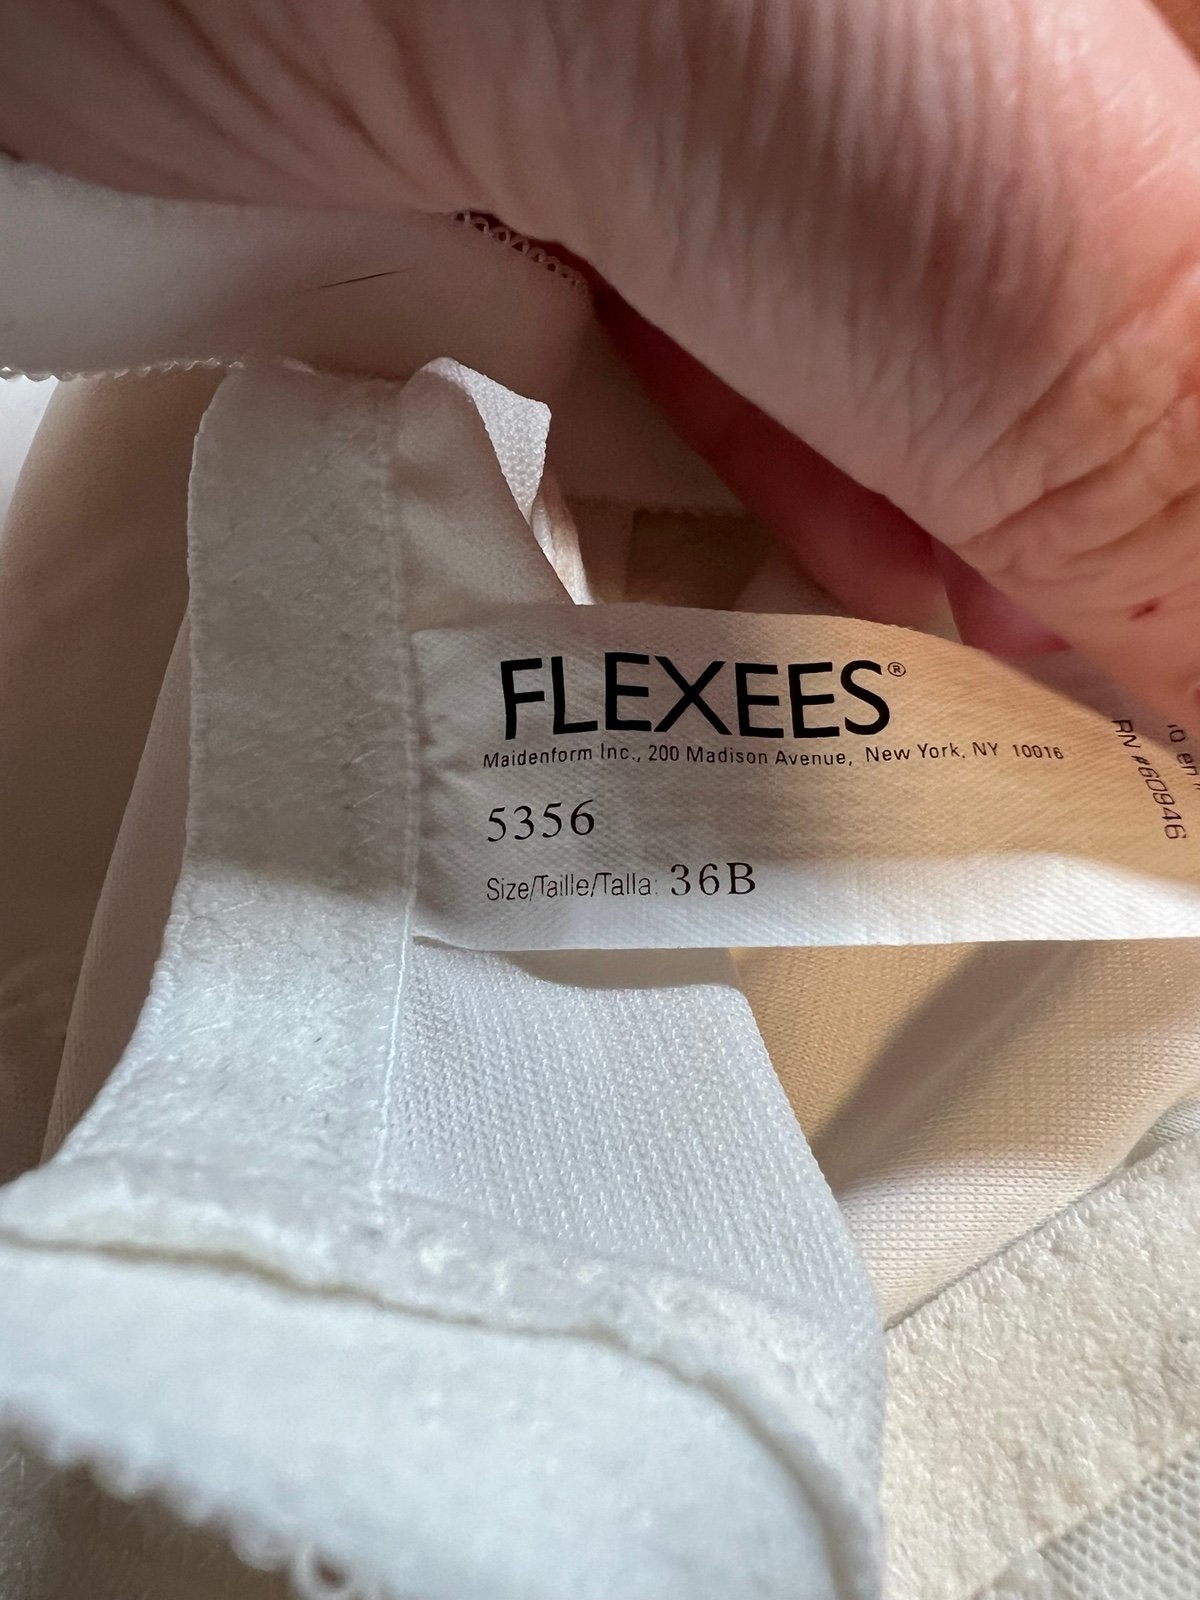 FLEXEES®
Maidenform Inc., 200 Madison Avenue, New York, NY 10016
5356
Size/Taille/Talla: 36B
RN #60946